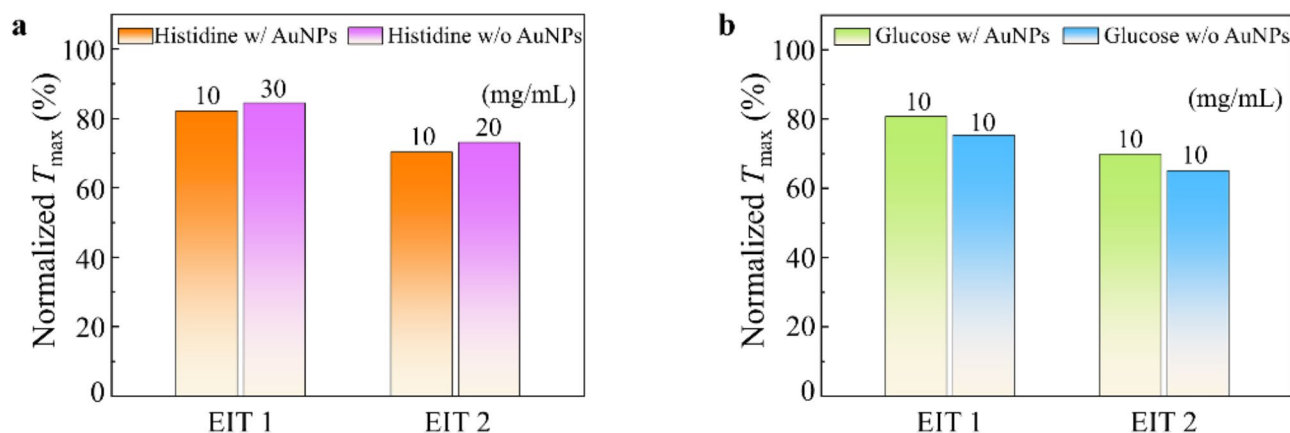 a
Histidine w/ AuNPs Histidine w/o AuNPs
(mg/mL)
Normalized Tmax (%)
100
80
60
40
20
0
10 30
10 20
EIT 1 EIT 2
b
Glucose w/ AuNPs Glucose w/o AuNPs
(mg/mL)
Normalized Tmax (%)
100
80
60
40
20
0
10 10
10 10
EIT 1 EIT 2